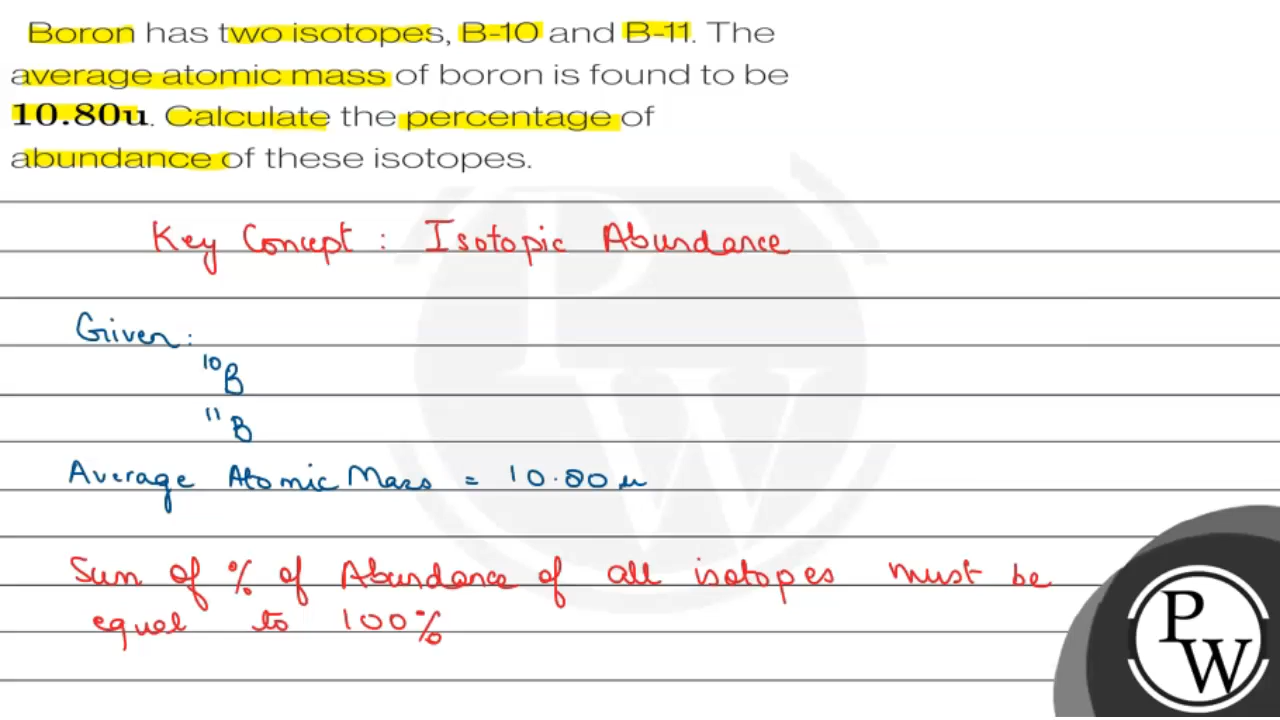 Boron has two isotopes, B-10 and B-11. The
average atomic mass of boron is found to be
10.80u. Calculate the percentage of
abundance of these isotopes.
Key Concept : Isotopic Abundance
Given :
¹⁰B
¹¹B
Average Atomic Mass = 10.80 u
Sum of % of Abundance of all isotopes must be
equal to 100%
PW
PW